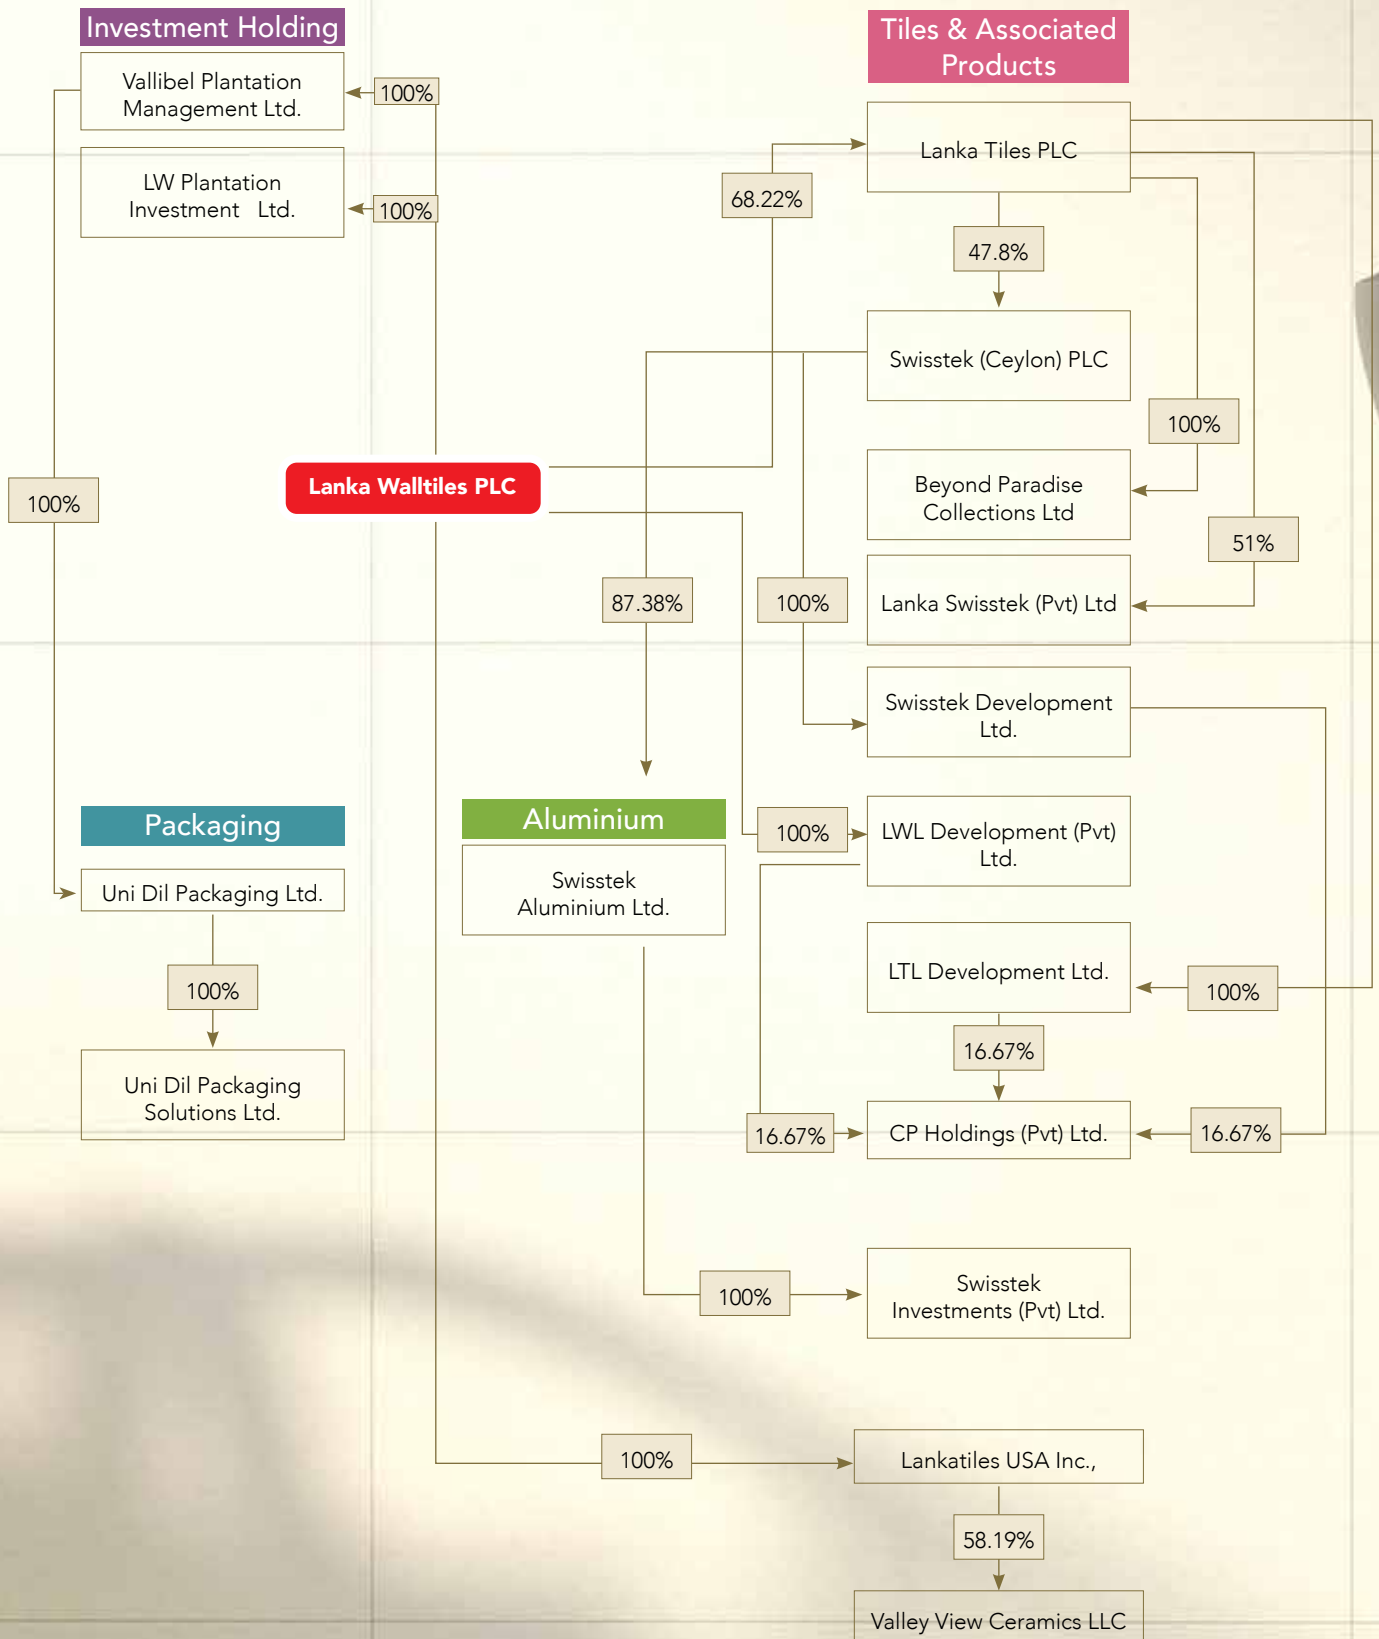 Investment Holding
Vallibel Plantation
Management Ltd.
100%
LW Plantation
Investment Ltd.
100%
100%
Lanka Walltiles PLC
Packaging
Uni Dil Packaging Ltd.
100%
Uni Dil Packaging
Solutions Ltd.
Tiles & Associated
Products
Lanka Tiles PLC
68.22%
47.8%
Swisstek (Ceylon) PLC
100%
Beyond Paradise
Collections Ltd
51%
87.38%
100%
Lanka Swisstek (Pvt) Ltd
Swisstek Development
Ltd.
Aluminium
Swisstek
Aluminium Ltd.
100%
LWL Development (Pvt)
Ltd.
LTL Development Ltd.
100%
16.67%
16.67%
CP Holdings (Pvt) Ltd.
16.67%
100%
Swisstek
Investments (Pvt) Ltd.
100%
Lankatiles USA Inc.,
58.19%
Valley View Ceramics LLC